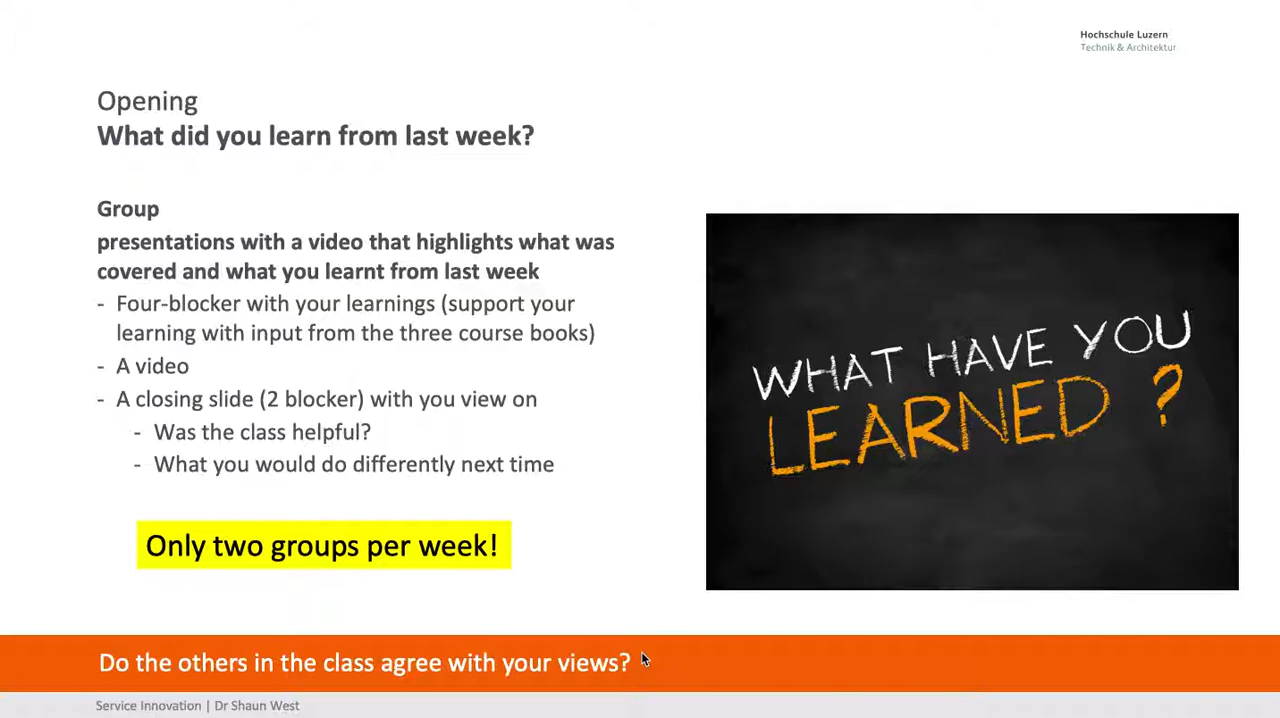 Hochschule Luzern
Technik & Architektur
Opening
What did you learn from last week?
Group
presentations with a video that highlights what was
covered and what you learnt from last week
- Four-blocker with your learnings (support your
learning with input from the three course books)
- A video
- A closing slide (2 blocker) with you view on
- Was the class helpful?
- What you would do differently next time
Only two groups per week!
WHAT HAVE YOU
LEARNED ?
Do the others in the class agree with your views?
Service Innovation | Dr Shaun West